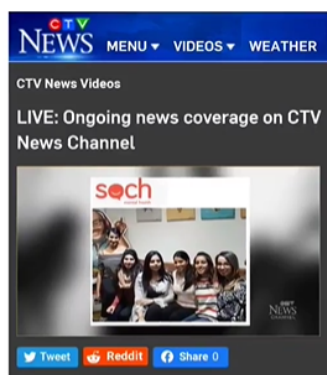 CTV
NEWS MENU VIDEOS WEATHER
CTV News Videos
LIVE: Ongoing news coverage on CTV
News Channel
soch
NEWS
Tweet Reddit Share 0